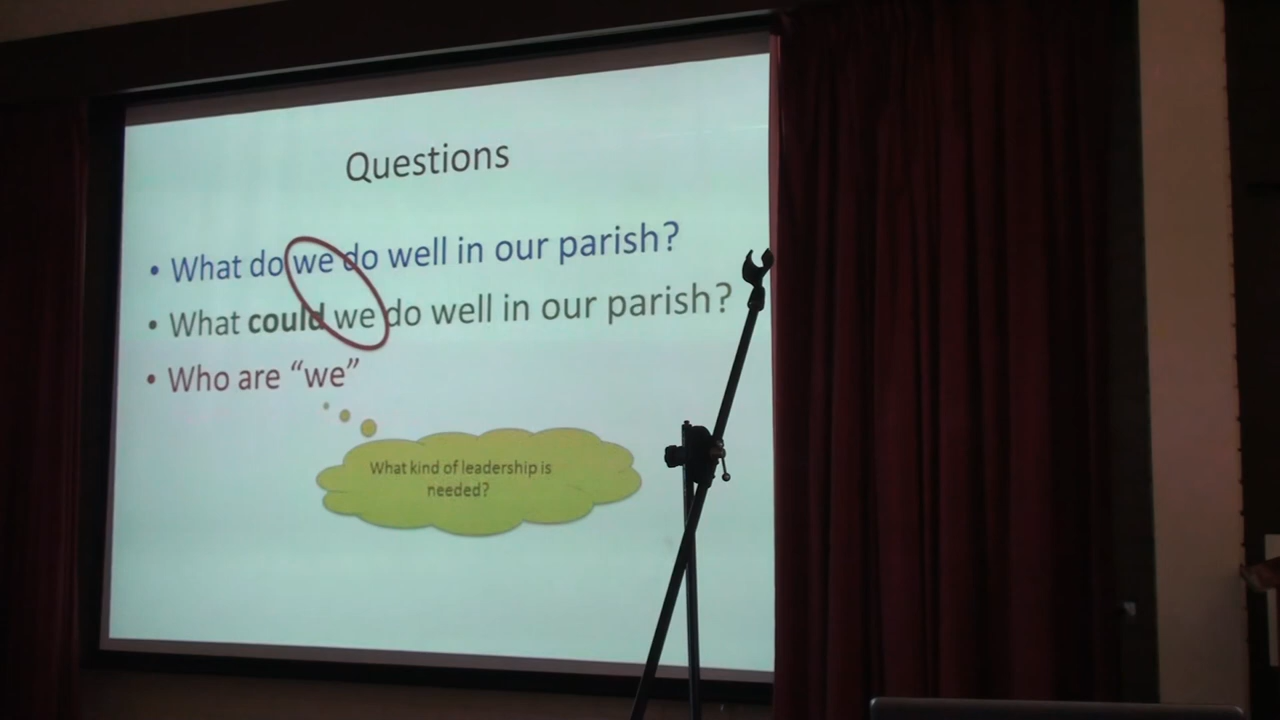 Questions
• What do we do well in our parish?
• What could we do well in our parish?
• Who are “we”
What kind of leadership is
needed?